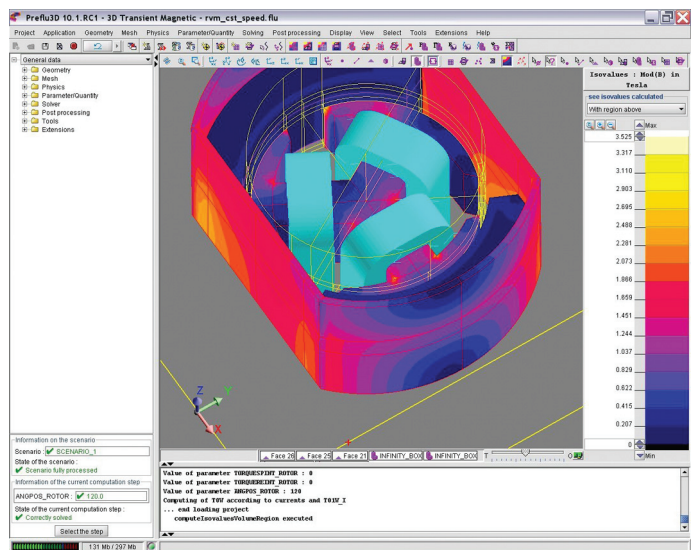 Preflu3D 10.1.RC1 - 3D Transient Magnetic - rvm_cst_speed.flu
Project Application Geometry Mesh Physics Parameter/Quantity Solving Post processing Display View Select Tools Extensions Help
General data
Geometry
Mesh
Physics
Parameter/Quantity
Solver
Post processing
Tools
Extensions
Isovalues : Mod(B) in
Tesla
see isovalues calculated
With region above
Max
3.525
3.317
3.110
2.903
2.695
2.488
2.281
2.073
1.866
1.659
1.451
1.244
1.037
0.829
0.622
0.415
0.207
0
Min
Z
Y
X
Information on the scenario
Scenario : SCENARIO_1
State of the scenario :
Scenario fully processed
Information of the current computation step
ANGPOS_ROTOR : 120.0
State of the current computation step :
Correctly solved
Select the step
Face 26 Face 25 Face 21 INFINITY_BOX INFINITY_BOX T 0
Value of parameter TORQUESPINT_ROTOR : 0
Value of parameter TORQUEREINT_ROTOR : 0
Value of parameter ANGPOS_ROTOR : 120
Computing of T0W according to currents and T01V_I
... end loading project
computeIsovaluesVolumeRegion executed
131 Mb / 297 Mb